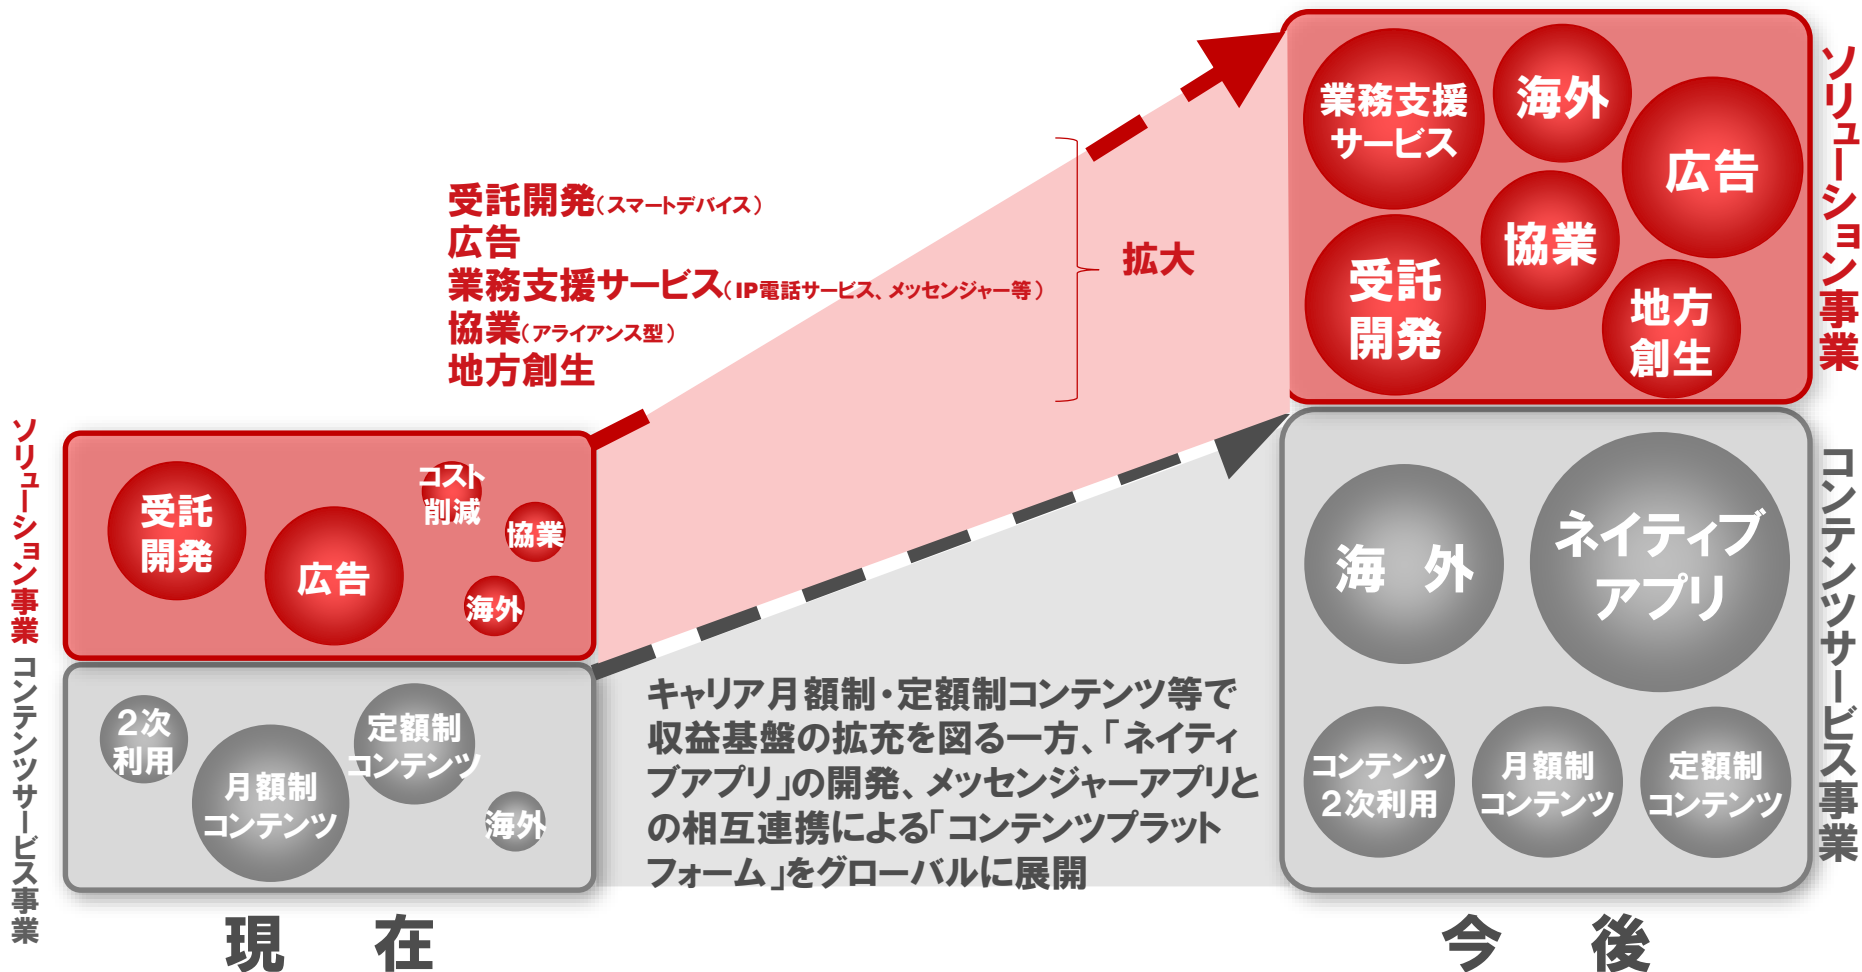 ソリューション事業
受託
開発
広告
コスト
削減
協業
海外
コンテンツサービス事業
2次
利用
月額制
コンテンツ
定額制
コンテンツ
海外
現 在
受託開発(スマートデバイス)
広告
業務支援サービス(IP電話サービス、メッセンジャー等)
協業(アライアンス型)
地方創生
拡大
キャリア月額制・定額制コンテンツ等で
収益基盤の拡充を図る一方、「ネイティ
ブアプリ」の開発、メッセンジャーアプリと
の相互連携による「コンテンツプラット
フォーム」をグローバルに展開
業務支援
サービス
海外
広告
協業
受託
開発
地方
創生
ソリューション事業
海 外
ネイティブ
アプリ
コンテンツ
2次利用
月額制
コンテンツ
定額制
コンテンツ
コンテンツサービス事業
今 後